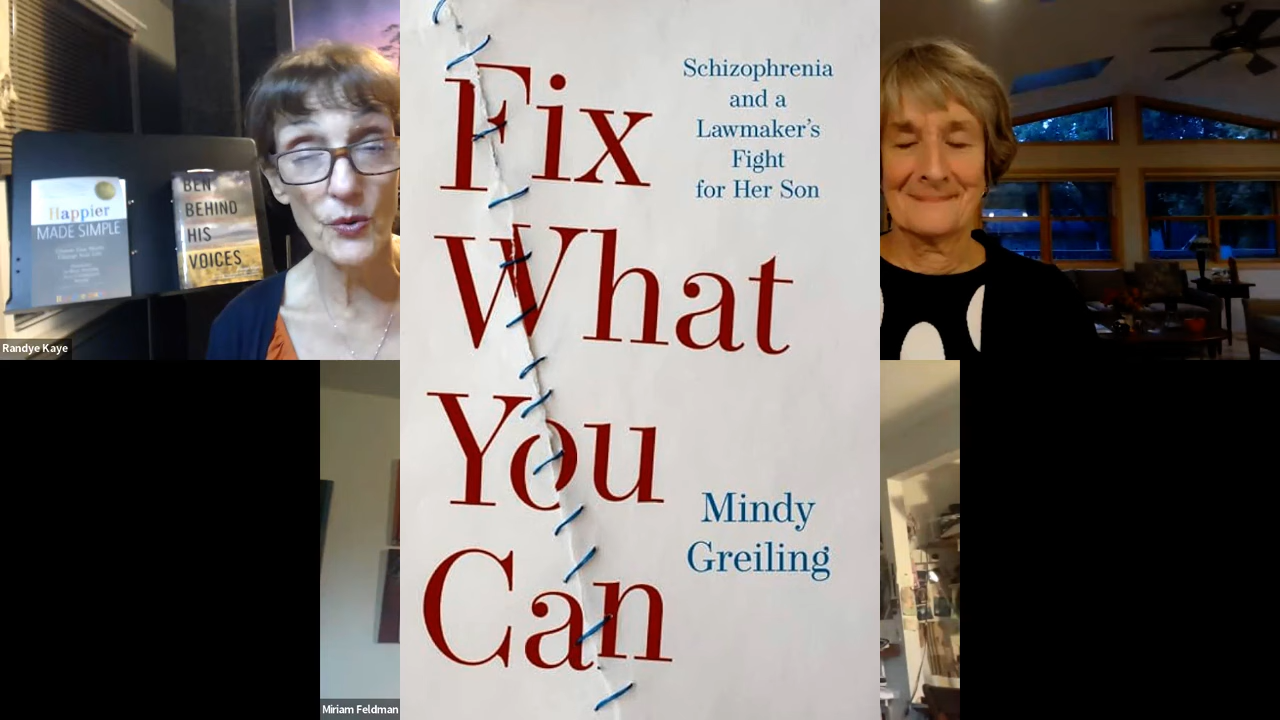 Happier
MADE SIMPLE
BEN
BEHIND
HIS
VOICES
Randye Kaye
Fix
What
You
Can
Schizophrenia
and a
Lawmaker's
Fight
for Her Son
Mindy
Greiling
Miriam Feldman